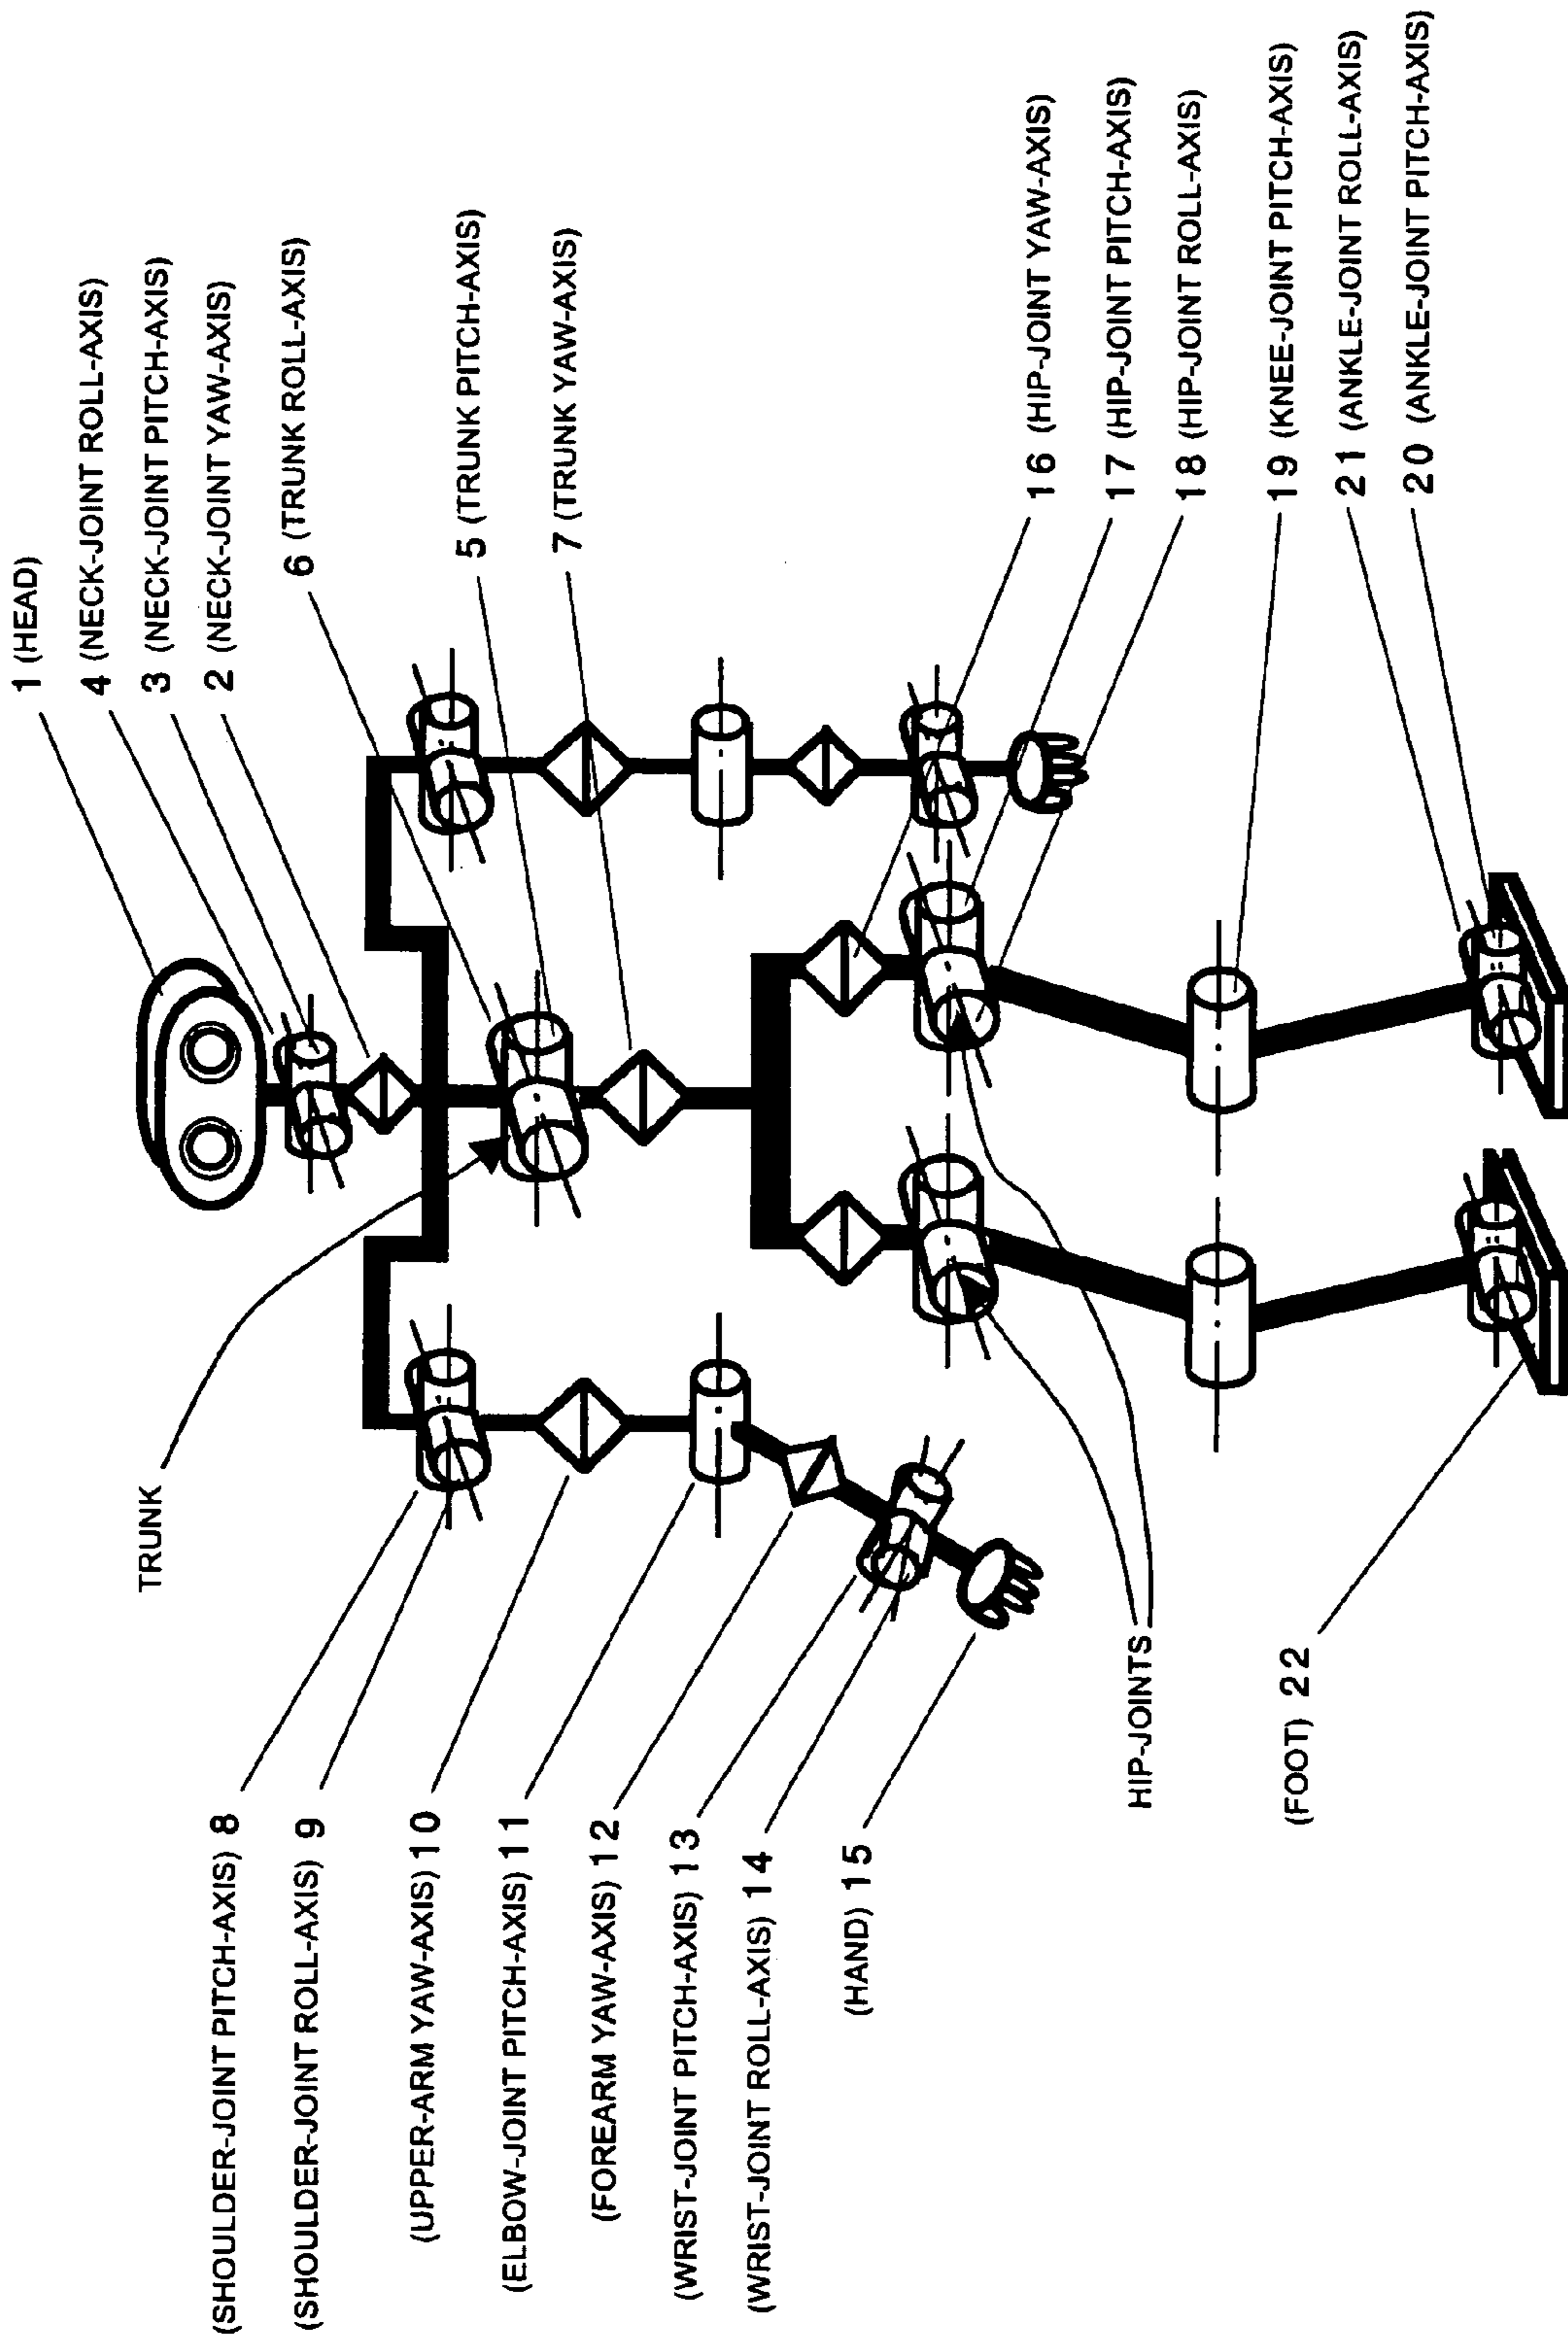 1 (HEAD)
4 (NECK-JOINT ROLL-AXIS)
3 (NECK-JOINT PITCH-AXIS)
2 (NECK-JOINT YAW-AXIS)
6 (TRUNK ROLL-AXIS)
5 (TRUNK PITCH-AXIS)
7 (TRUNK YAW-AXIS)
16 (HIP-JOINT YAW-AXIS)
17 (HIP-JOINT PITCH-AXIS)
18 (HIP-JOINT ROLL-AXIS)
19 (KNEE-JOINT PITCH-AXIS)
21 (ANKLE-JOINT ROLL-AXIS)
20 (ANKLE-JOINT PITCH-AXIS)
TRUNK
(SHOULDER-JOINT PITCH-AXIS) 8
(SHOULDER-JOINT ROLL-AXIS) 9
(UPPER-ARM YAW-AXIS) 10
(ELBOW-JOINT PITCH-AXIS) 11
(FOREARM YAW-AXIS) 12
(WRIST-JOINT PITCH-AXIS) 13
(WRIST-JOINT ROLL-AXIS) 14
(HAND) 15
HIP-JOINTS
(FOOT) 22